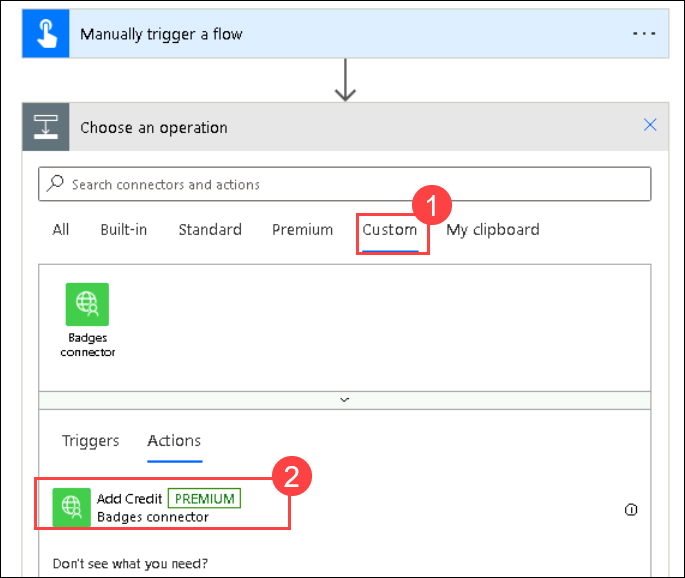 Manually trigger a flow
Choose an operation
Search connectors and actions
1
All Built-in Standard Premium Custom My clipboard
Badges
connector
Triggers Actions
2
Add Credit PREMIUM
Badges connector
Don't see what you need?